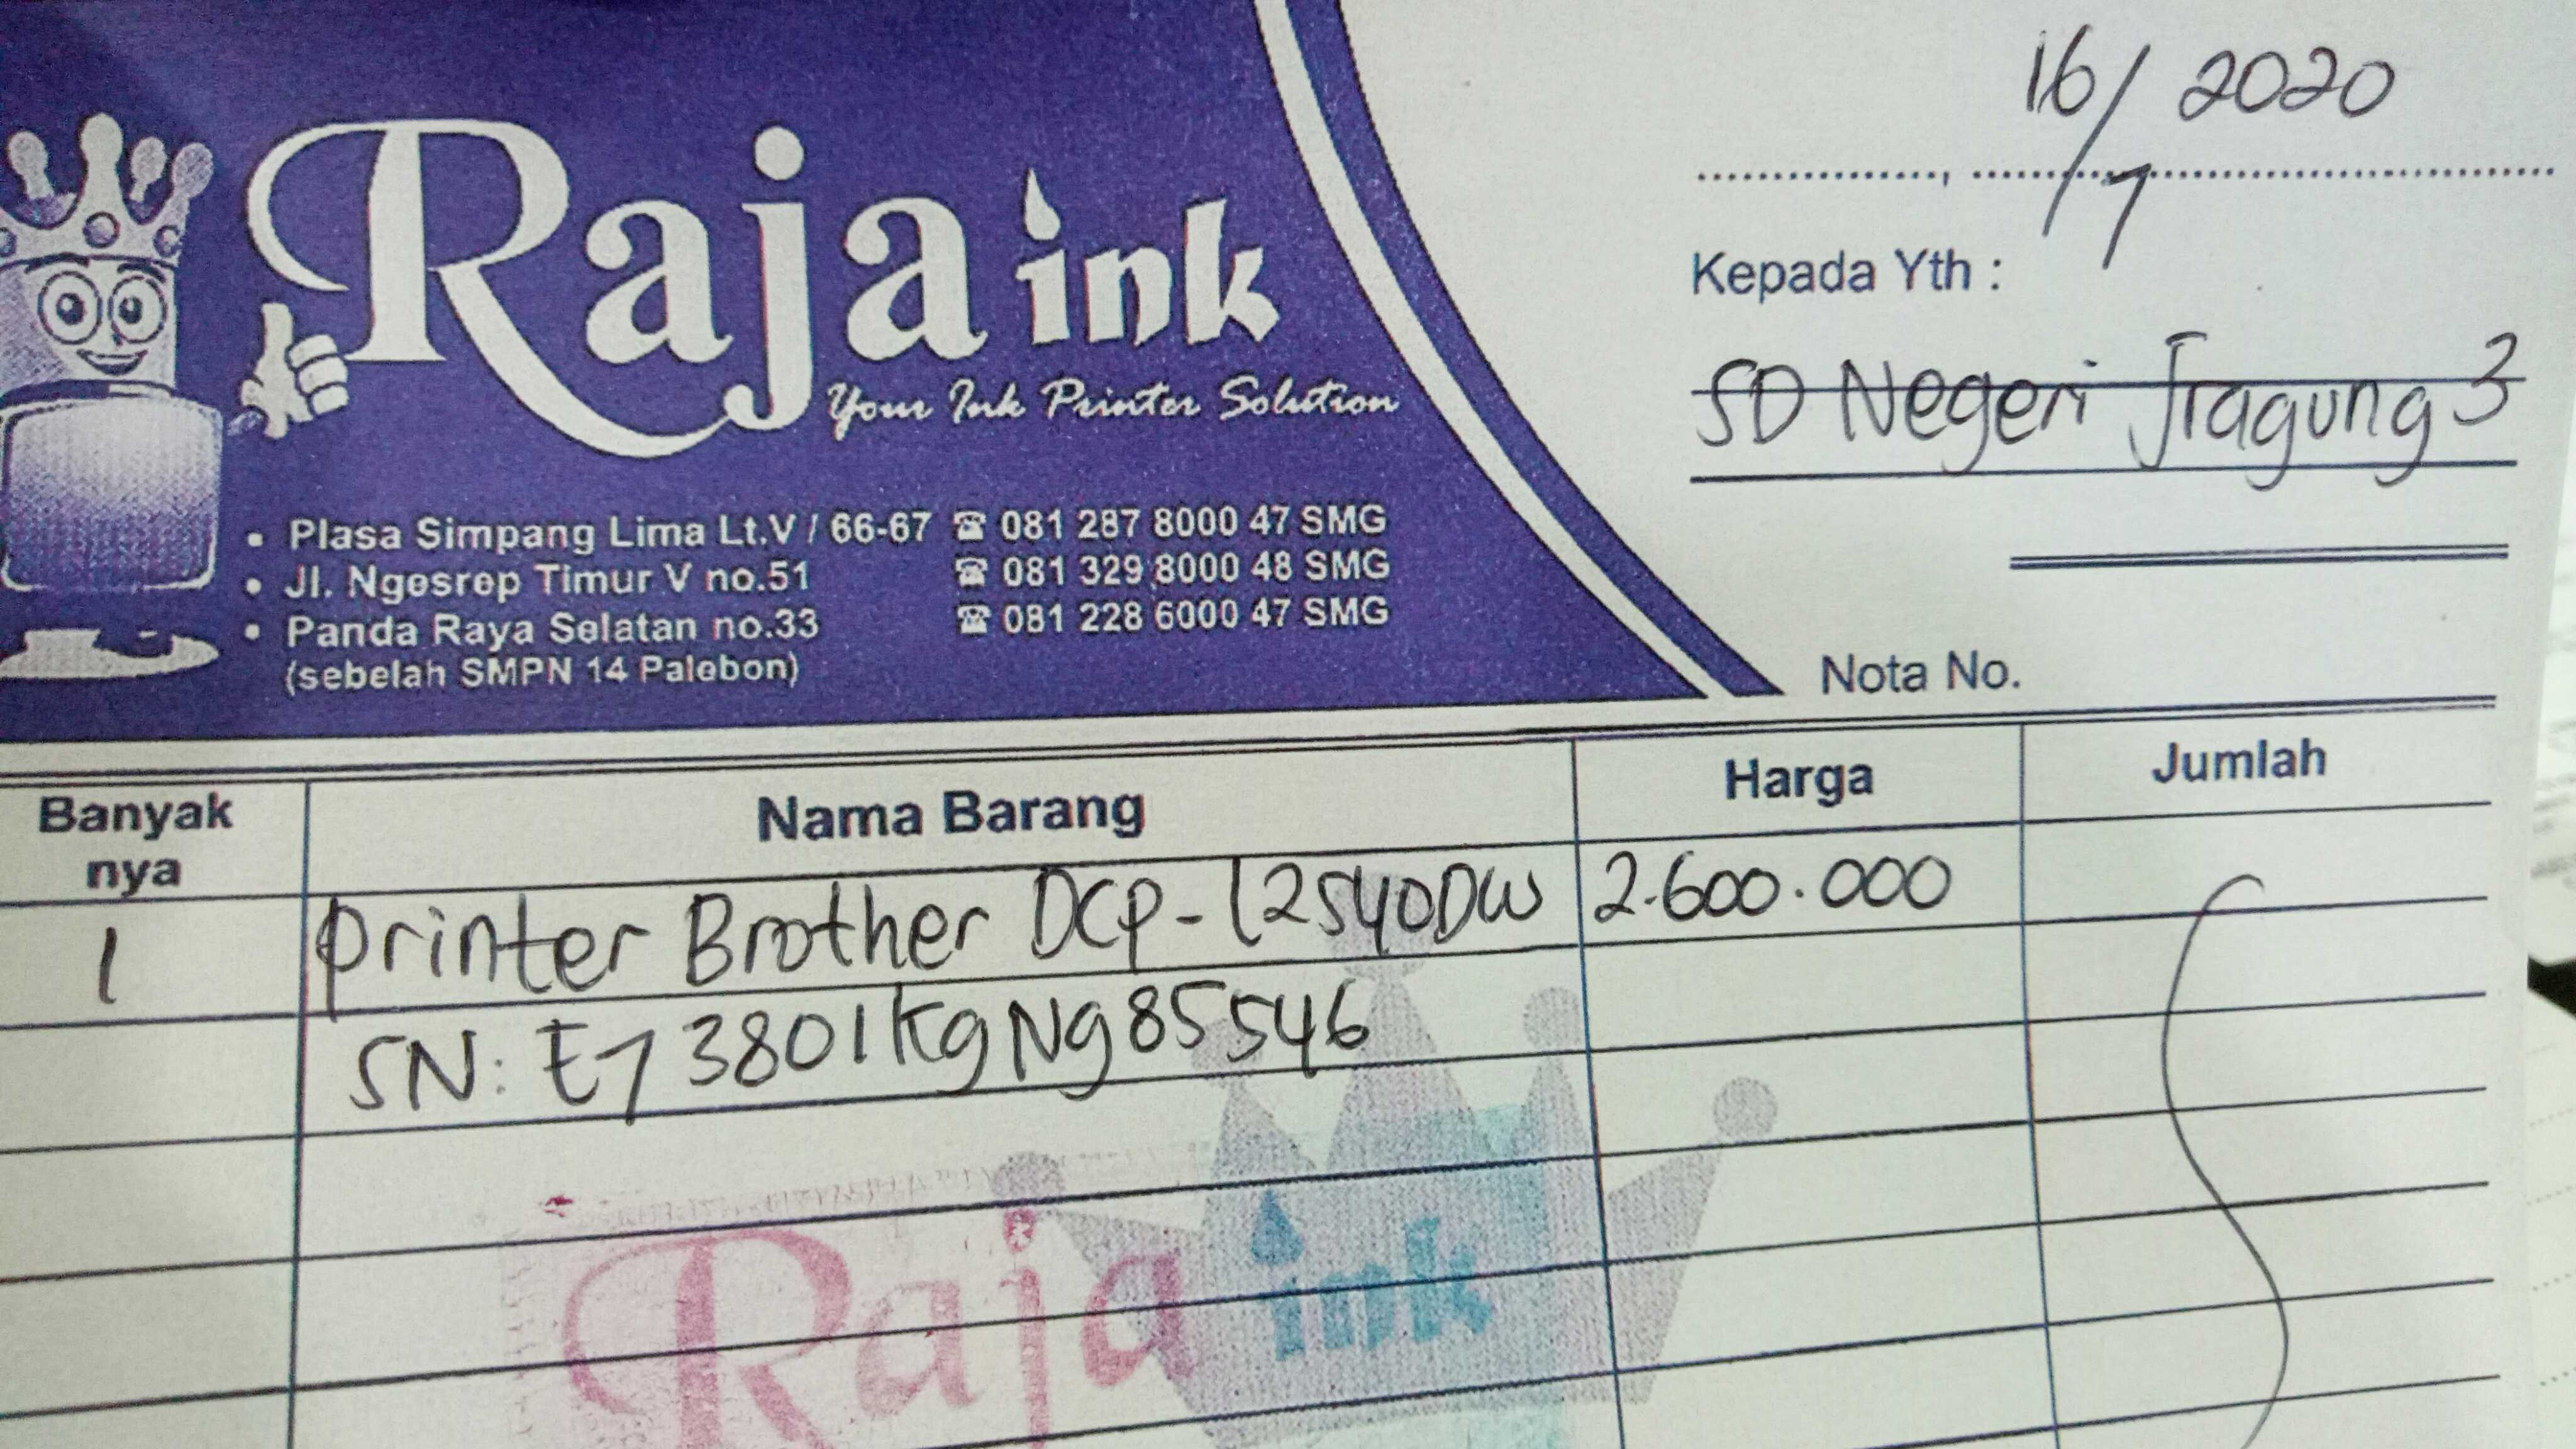 16/7 2020
Raja ink
Your Ink Printer Solution
Kepada Yth :
SD Negeri Jragung 3
• Plasa Simpang Lima Lt.V / 66-67 ☎ 081 287 8000 47 SMG
• Jl. Ngesrep Timur V no.51 ☎ 081 329 8000 48 SMG
• Panda Raya Selatan no.33 ☎ 081 228 6000 47 SMG
(sebelah SMPN 14 Palebon)
Nota No.
Banyak nya Nama Barang Harga Jumlah
1 Printer Brother DCP-L2540DW 2.600.000
SN: E73801KgNg85546
Raja ink